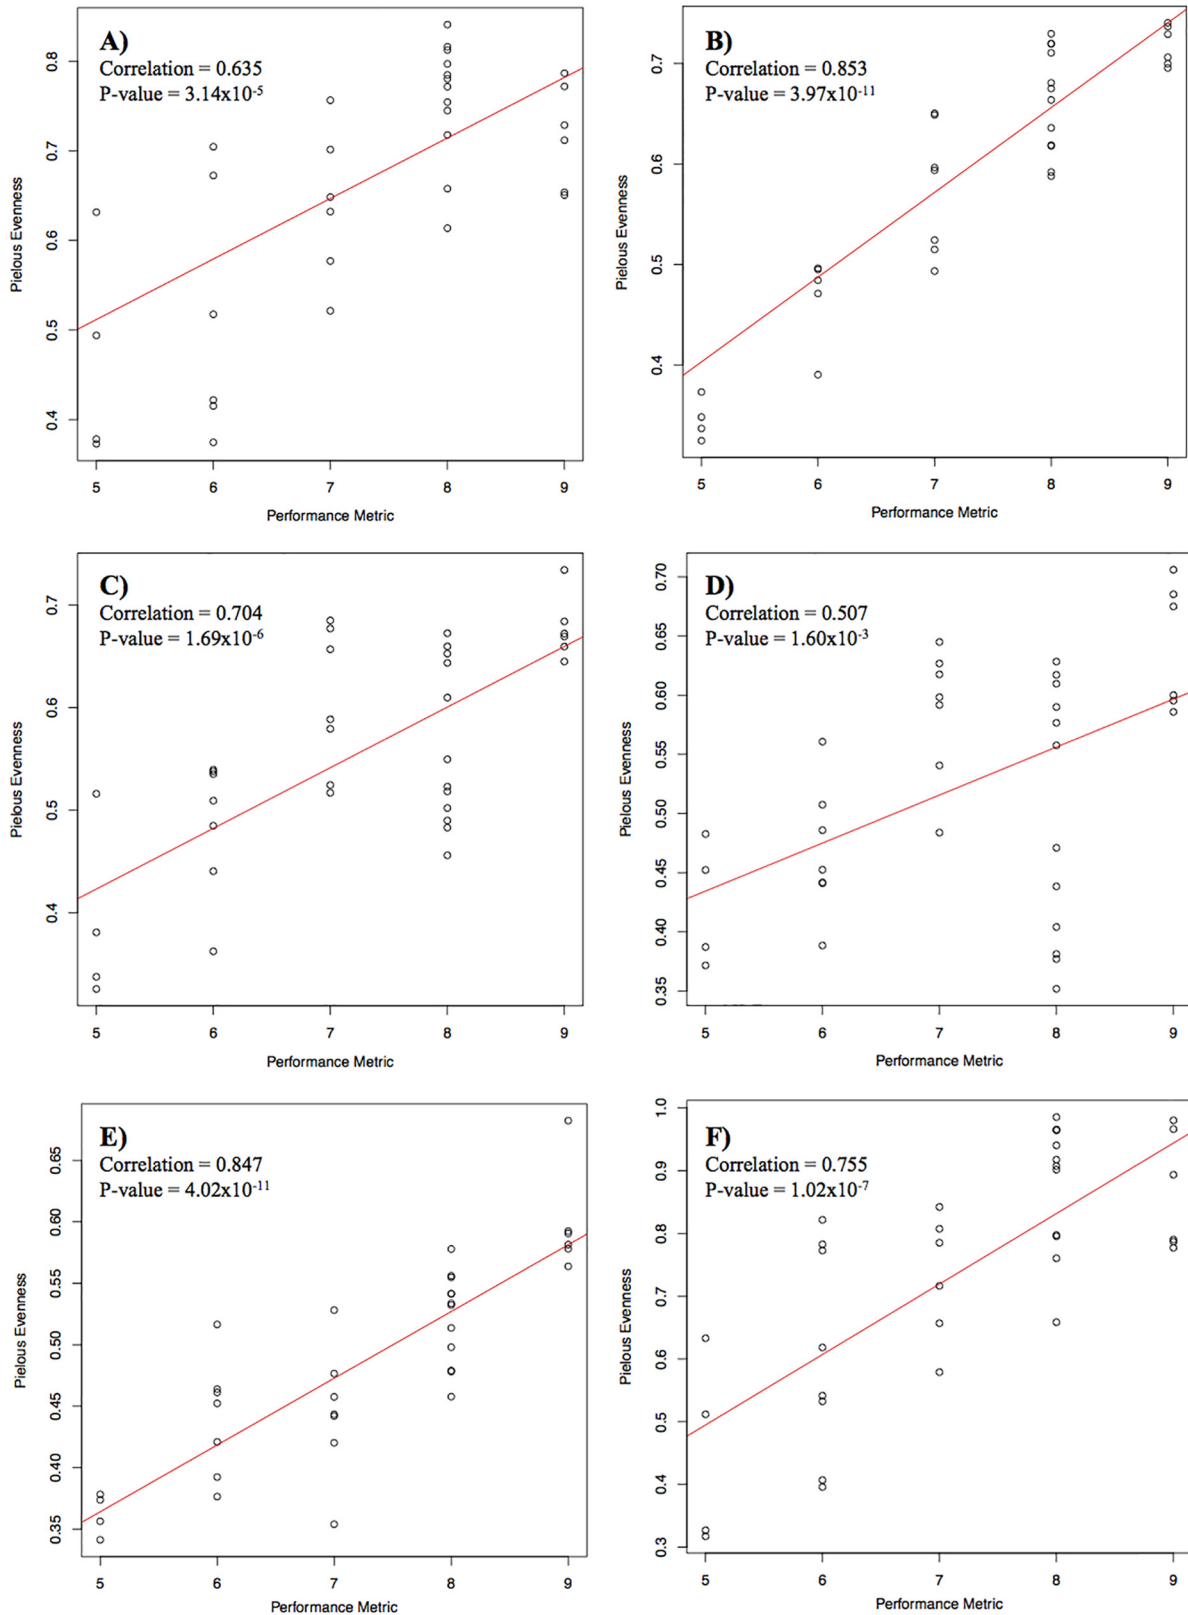 A)
Correlation = 0.635
P-value = 3.14x10-5
0.8
0.7
0.6
0.5
0.4
Pielous Evenness
5 6 7 8 9
Performance Metric
B)
Correlation = 0.853
P-value = 3.97x10-11
0.7
0.6
0.5
0.4
Pielous Evenness
5 6 7 8 9
Performance Metric
C)
Correlation = 0.704
P-value = 1.69x10-6
0.7
0.6
0.5
0.4
Pielous Evenness
5 6 7 8 9
Performance Metric
D)
Correlation = 0.507
P-value = 1.60x10-3
0.70
0.65
0.60
0.55
0.50
0.45
0.40
0.35
Pielous Evenness
5 6 7 8 9
Performance Metric
E)
Correlation = 0.847
P-value = 4.02x10-11
0.65
0.60
0.55
0.50
0.45
0.40
0.35
Pielous Evenness
5 6 7 8 9
Performance Metric
F)
Correlation = 0.755
P-value = 1.02x10-7
1.0
0.9
0.8
0.7
0.6
0.5
0.4
0.3
Pielous Evenness
5 6 7 8 9
Performance Metric